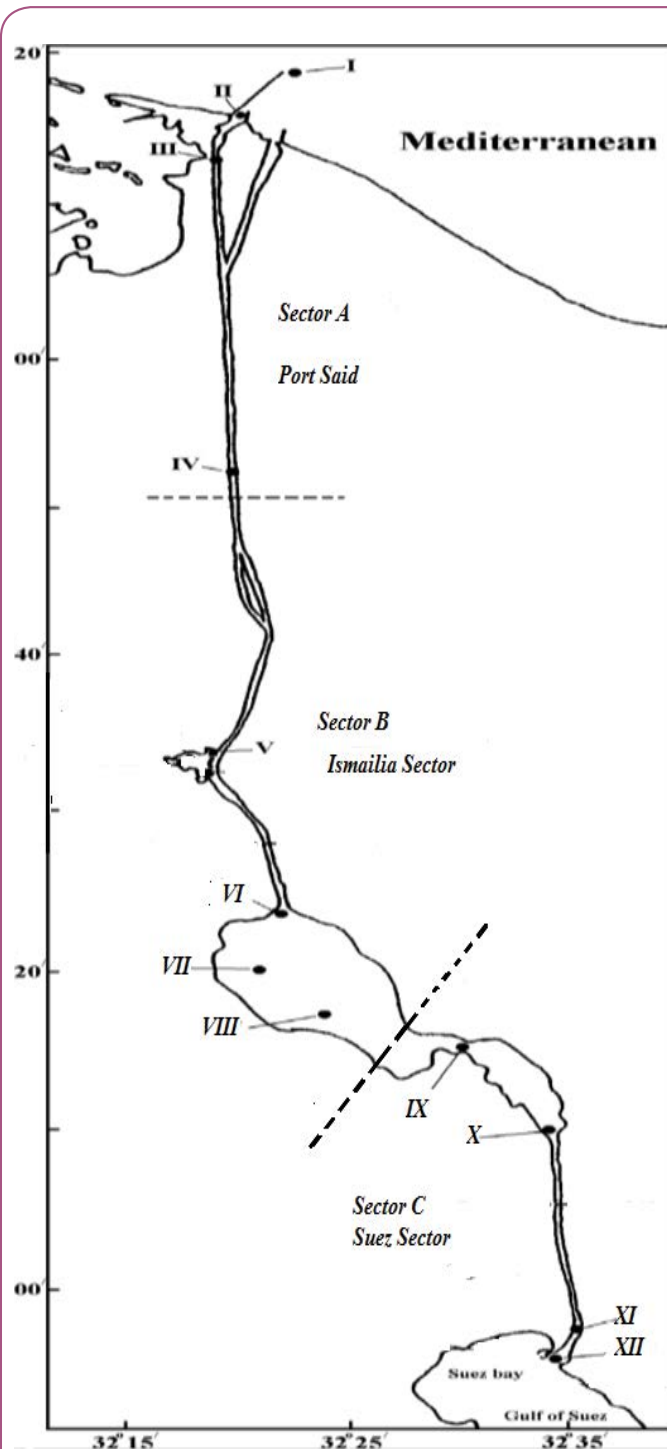 20′
I
II
Mediterranean
III
Sector A
00′
Port Said
IV
40′
Sector B
V
Ismailia Sector
VI
VII
20′
VIII
IX
X
Sector C
Suez Sector
00′
XI
XII
Suez bay
Gulf of Suez
32°15′
32°25′
32°35′